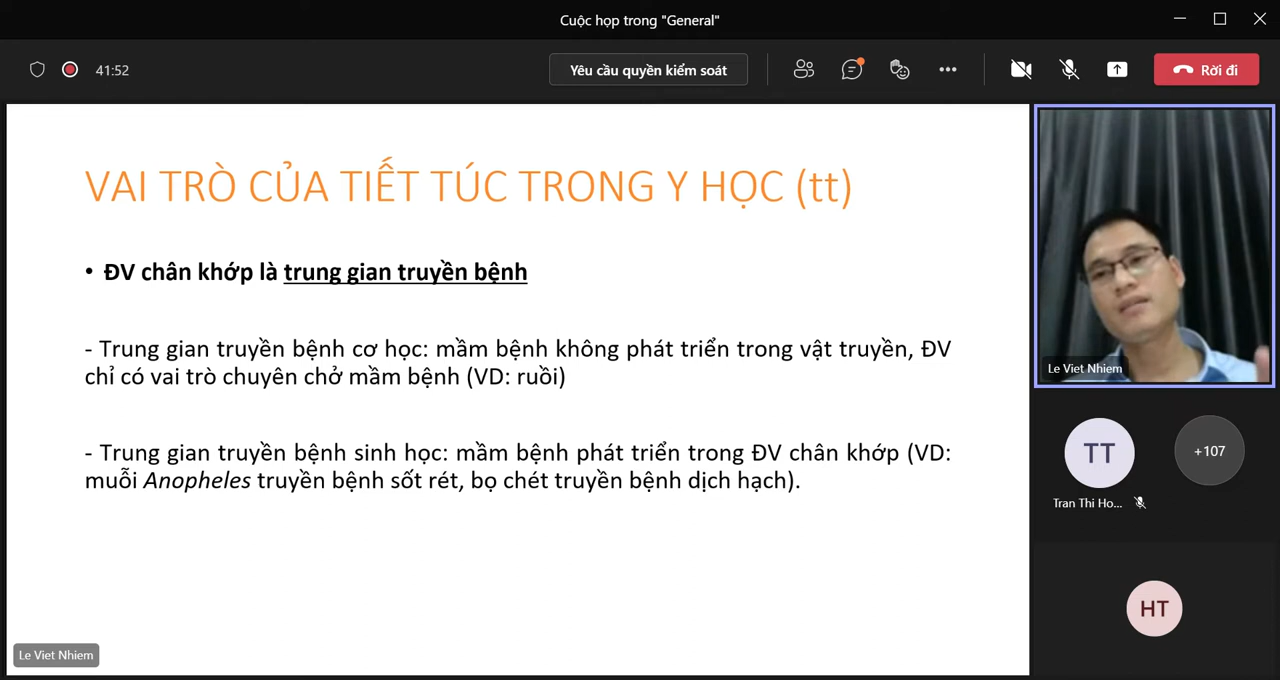 Cuộc họp trong "General"
41:52
Yêu cầu quyền kiểm soát
Rời đi
VAI TRÒ CỦA TIẾT TÚC TRONG Y HỌC (tt)
• ĐV chân khớp là trung gian truyền bệnh
- Trung gian truyền bệnh cơ học: mầm bệnh không phát triển trong vật truyền, ĐV
chỉ có vai trò chuyên chở mầm bệnh (VD: ruồi)
- Trung gian truyền bệnh sinh học: mầm bệnh phát triển trong ĐV chân khớp (VD:
muỗi Anopheles truyền bệnh sốt rét, bọ chét truyền bệnh dịch hạch).
Le Viet Nhiem
Le Viet Nhiem
TT
Tran Thi Ho...
+107
HT